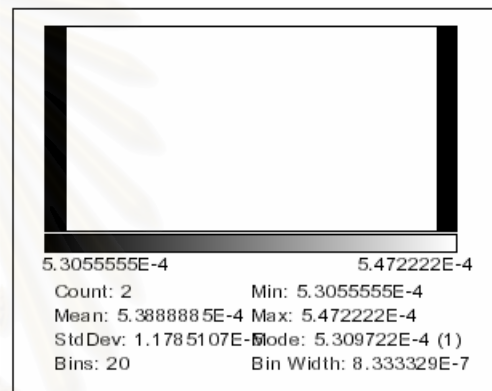 5.3055555E-4 5.472222E-4
Count: 2 Min: 5.3055555E-4
Mean: 5.3888885E-4 Max: 5.472222E-4
StdDev: 1.1785107E-5 Mode: 5.309722E-4 (1)
Bins: 20 Bin Width: 8.333329E-7